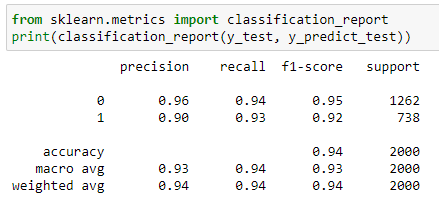 from sklearn.metrics import classification_report
print(classification_report(y_test, y_predict_test))
precision recall f1-score support
0 0.96 0.94 0.95 1262
1 0.90 0.93 0.92 738
accuracy 0.94 2000
macro avg 0.93 0.94 0.93 2000
weighted avg 0.94 0.94 0.94 2000